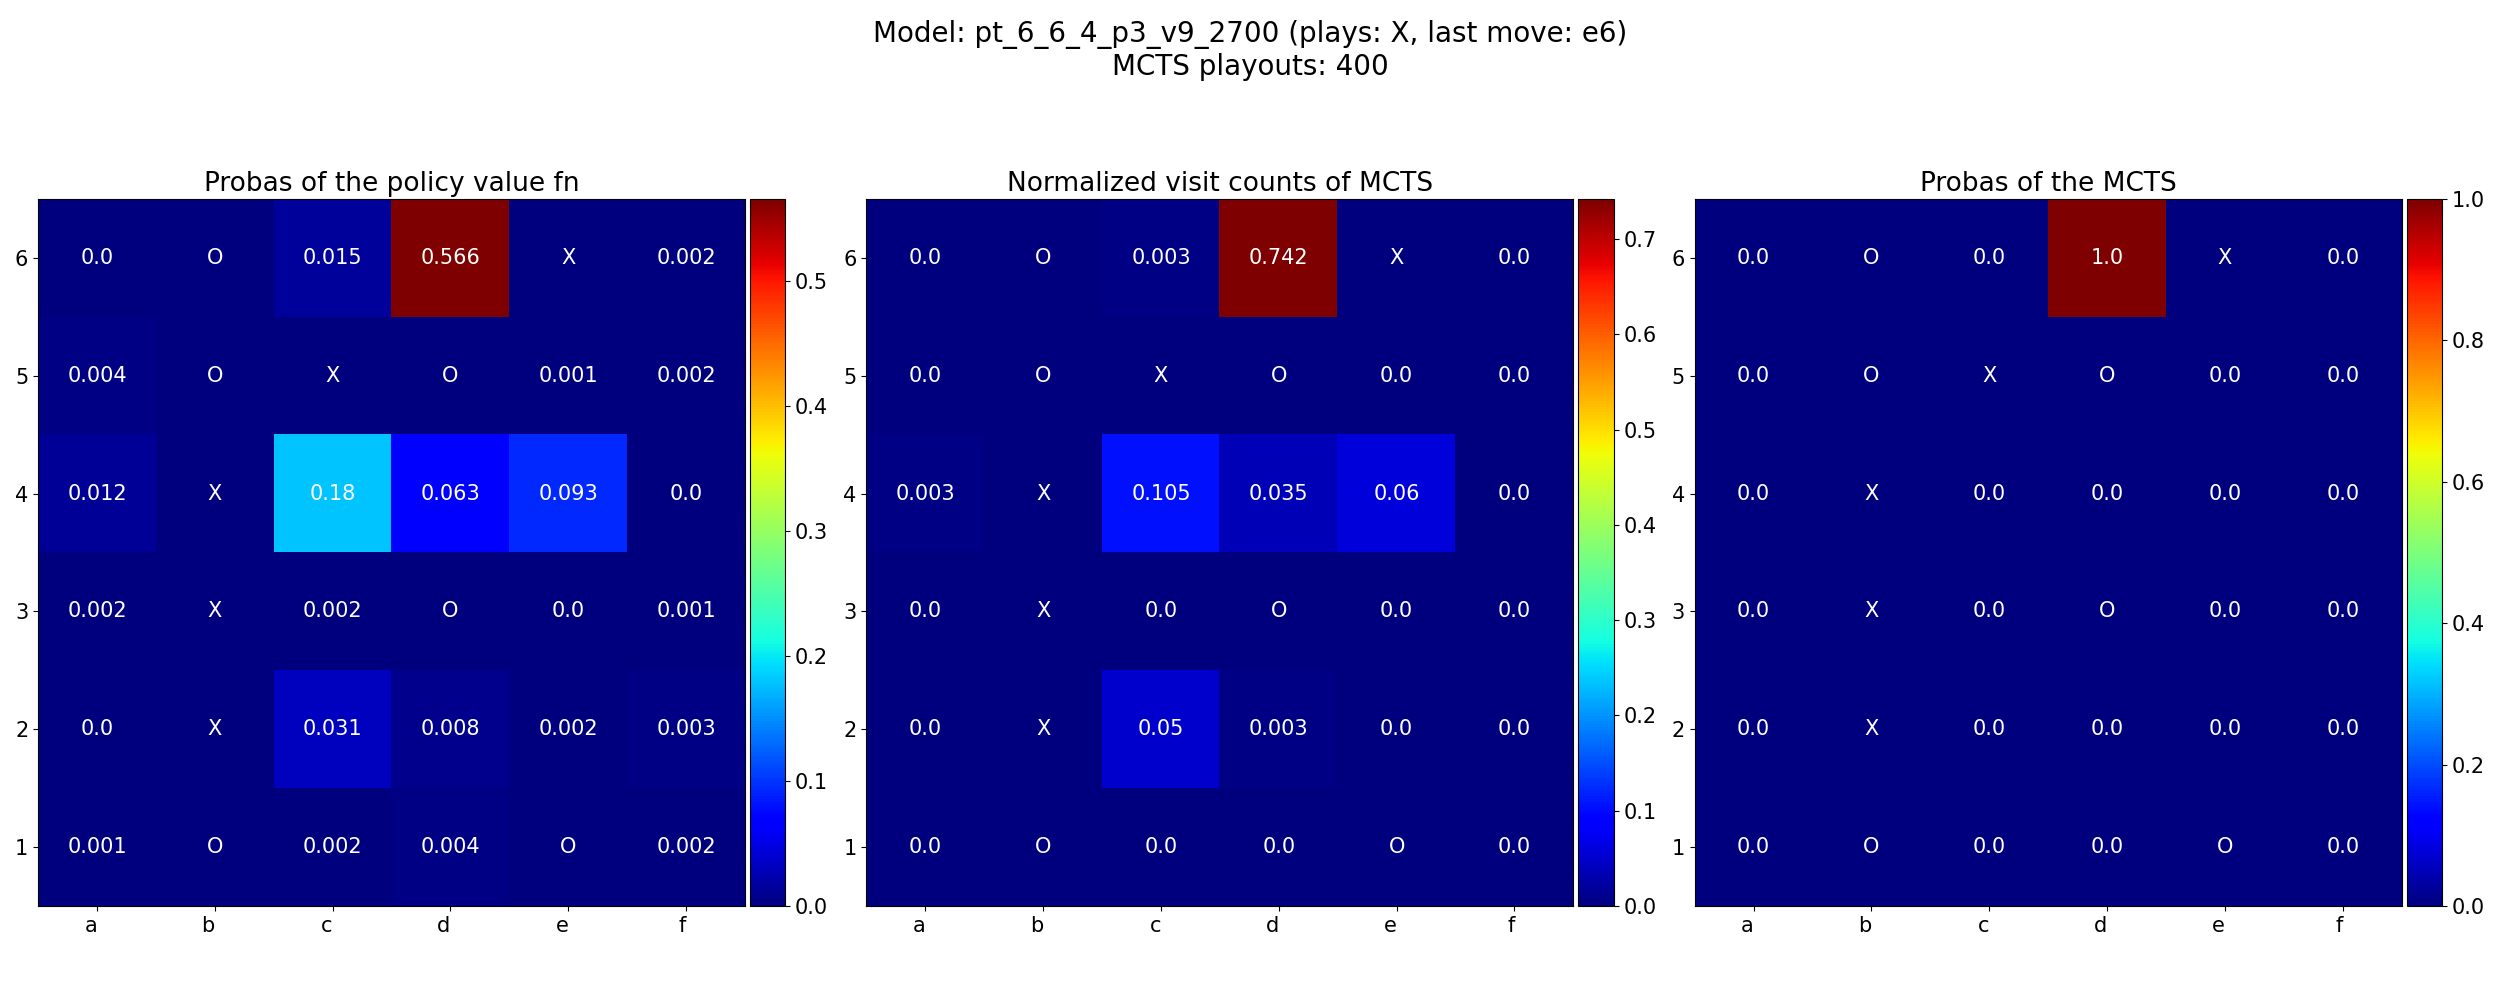 Model: pt_6_6_4_p3_v9_2700 (plays: X, last move: e6)
MCTS playouts: 400
Probas of the policy value fn
6 0.0 O 0.015 0.566 X 0.002
5 0.004 O X O 0.001 0.002
4 0.012 X 0.18 0.063 0.093 0.0
3 0.002 X 0.002 O 0.0 0.001
2 0.0 X 0.031 0.008 0.002 0.003
1 0.001 O 0.002 0.004 O 0.002
a b c d e f
0.5
0.4
0.3
0.2
0.1
0.0
Normalized visit counts of MCTS
6 0.0 O 0.003 0.742 X 0.0
5 0.0 O X O 0.0 0.0
4 0.003 X 0.105 0.035 0.06 0.0
3 0.0 X 0.0 O 0.0 0.0
2 0.0 X 0.05 0.003 0.0 0.0
1 0.0 O 0.0 0.0 O 0.0
a b c d e f
0.7
0.6
0.5
0.4
0.3
0.2
0.1
0.0
Probas of the MCTS
6 0.0 O 0.0 1.0 X 0.0
5 0.0 O X O 0.0 0.0
4 0.0 X 0.0 0.0 0.0 0.0
3 0.0 X 0.0 O 0.0 0.0
2 0.0 X 0.0 0.0 0.0 0.0
1 0.0 O 0.0 0.0 O 0.0
a b c d e f
1.0
0.8
0.6
0.4
0.2
0.0